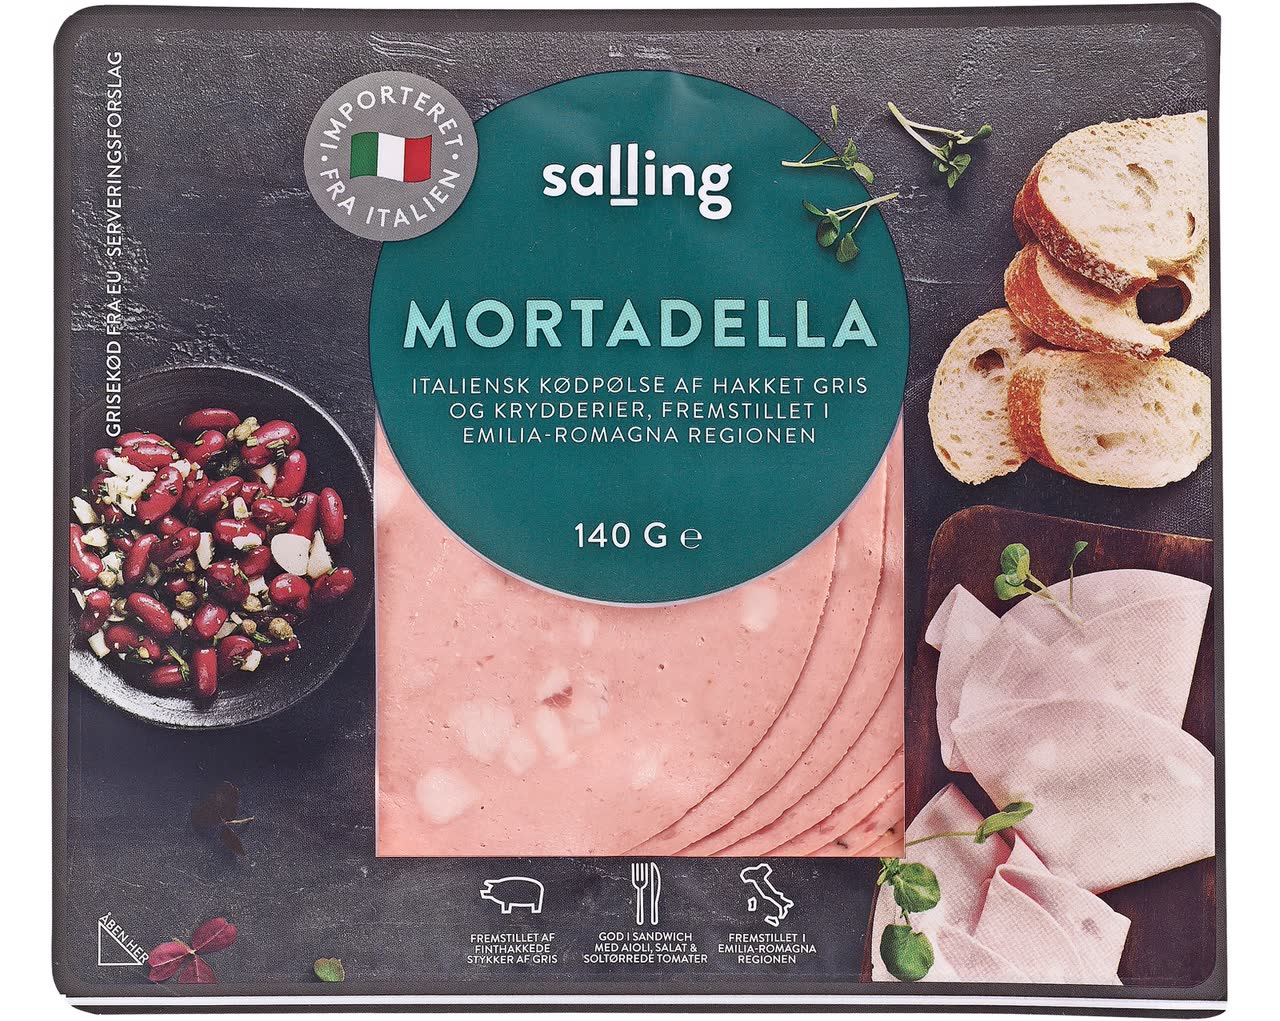 GRISEKØD FRA EU · SERVERINGSFORSLAG
· IMPORTERET ·
FRA ITALIEN
salling
MORTADELLA
ITALIENSK KØDPØLSE AF HAKKET GRIS
OG KRYDDERIER, FREMSTILLET I
EMILIA-ROMAGNA REGIONEN
140 G ℮
FREMSTILLET AF
FINTHAKKEDE
STYKKER AF GRIS
GOD I SANDWICH
MED AIOLI, SALAT &
SOLTØRREDE TOMATER
FREMSTILLET I
EMILIA-ROMAGNA
REGIONEN
ÅBEN HER